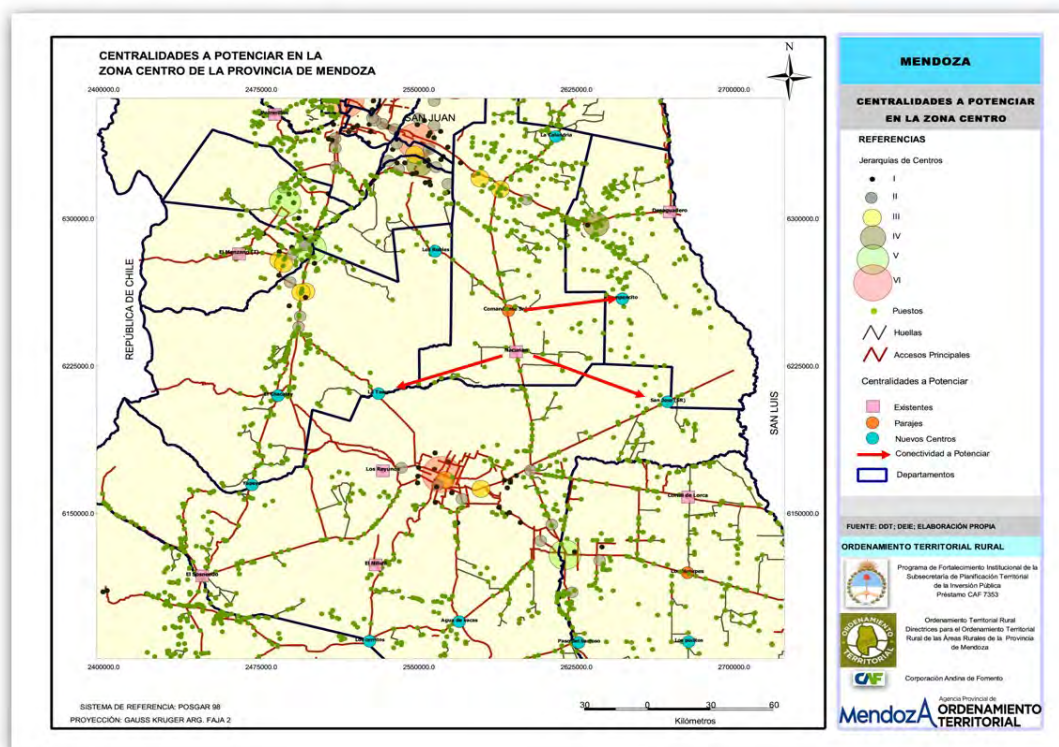 CENTRALIDADES A POTENCIAR EN LA
ZONA CENTRO DE LA PROVINCIA DE MENDOZA
N
2400000.0
2475000.0
2550000.0
2625000.0
2700000.0
SAN JUAN
La Colandria
6300000.0
6300000.0
Desaguadero
El Manzano
REPÚBLICA DE CHILE
6225000.0
6225000.0
SAN LUIS
Los Reyunos
6150000.0
6150000.0
El Sosneado
El Nihuil
2400000.0
2475000.0
2550000.0
2625000.0
2700000.0
SISTEMA DE REFERENCIA: POSGAR 98
PROYECCIÓN: GAUSS KRUGER ARG. FAJA 2
30
0
30
60
Kilómetros
MENDOZA
CENTRALIDADES A POTENCIAR
EN LA ZONA CENTRO
REFERENCIAS
Jerarquías de Centros
I
II
III
IV
V
VI
Puestos
Huellas
Accesos Principales
Centralidades a Potenciar
Existentes
Parajes
Nuevos Centros
Conectividad a Potenciar
Departamentos
FUENTE: DDT; DEIE; ELABORACIÓN PROPIA
ORDENAMIENTO TERRITORIAL RURAL
Programa de Fortalecimiento Institucional de la
Subsecretaria de Planificación Territorial
de la Inversión Pública
Préstamo CAF 7353
ORDENAMIENTO
TERRITORIAL
Ordenamiento Territorial Rural
Directrices para el Ordenamiento Territorial
Rural de las Áreas Rurales de la Provincia
de Mendoza
CAF
Corporación Andina de Fomento
Agencia Provincial de
MendozA ORDENAMIENTO
TERRITORIAL